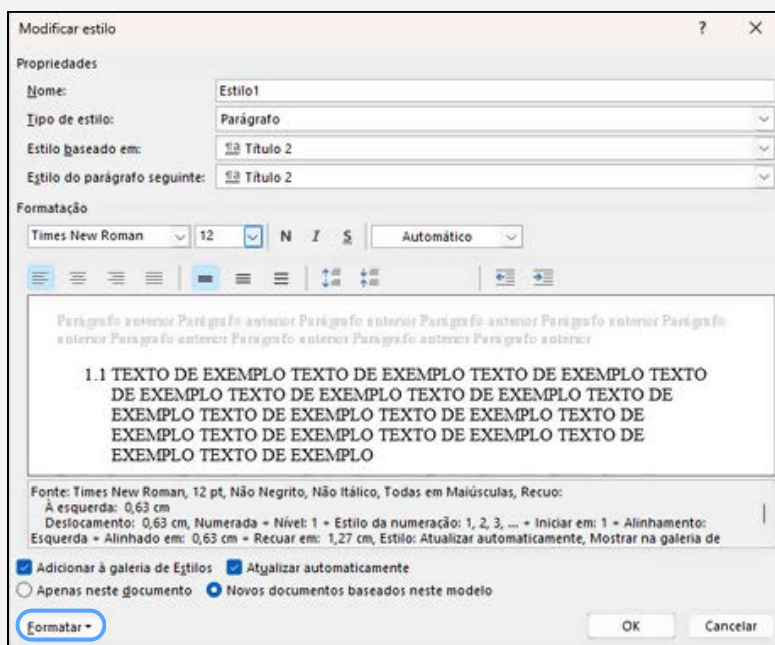 Modificar estilo ? ×
Propriedades
Nome: Estilo1
Tipo de estilo: Parágrafo
Estilo baseado em: ¶a Título 2
Estilo do parágrafo seguinte: ¶a Título 2
Formatação
Times New Roman 12 N I S Automático
Parágrafo anterior Parágrafo anterior Parágrafo anterior Parágrafo anterior Parágrafo anterior Parágrafo
anterior Parágrafo anterior Parágrafo anterior Parágrafo anterior Parágrafo anterior
1.1 TEXTO DE EXEMPLO TEXTO DE EXEMPLO TEXTO DE EXEMPLO TEXTO
DE EXEMPLO TEXTO DE EXEMPLO TEXTO DE EXEMPLO TEXTO DE
EXEMPLO TEXTO DE EXEMPLO TEXTO DE EXEMPLO TEXTO DE
EXEMPLO TEXTO DE EXEMPLO TEXTO DE EXEMPLO TEXTO DE
EXEMPLO TEXTO DE EXEMPLO
Fonte: Times New Roman, 12 pt, Não Negrito, Não Itálico, Todas em Maiúsculas, Recuo:
À esquerda: 0,63 cm
Deslocamento: 0,63 cm, Numerada + Nível: 1 + Estilo da numeração: 1, 2, 3, ... + Iniciar em: 1 + Alinhamento:
Esquerda + Alinhado em: 0,63 cm + Recuar em: 1,27 cm, Estilo: Atualizar automaticamente, Mostrar na galeria de
Adicionar à galeria de Estilos Atualizar automaticamente
Apenas neste documento Novos documentos baseados neste modelo
Formatar OK Cancelar